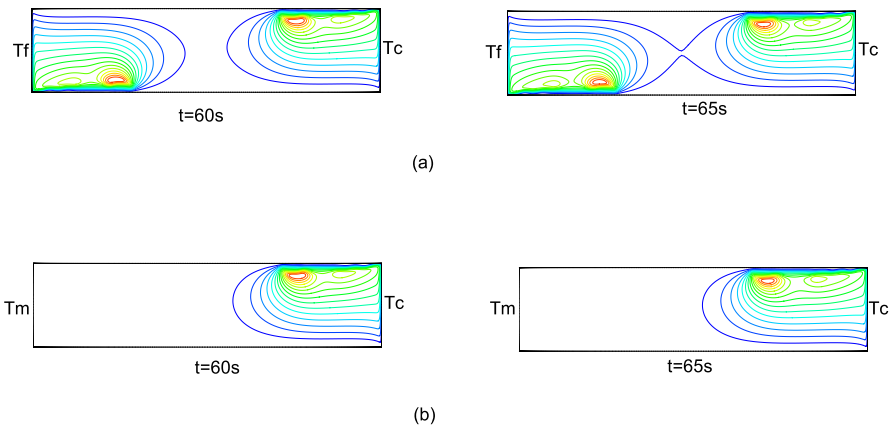 Tf Tc Tf Tc
t=60s t=65s
(a)
Tm Tc Tm Tc
t=60s t=65s
(b)